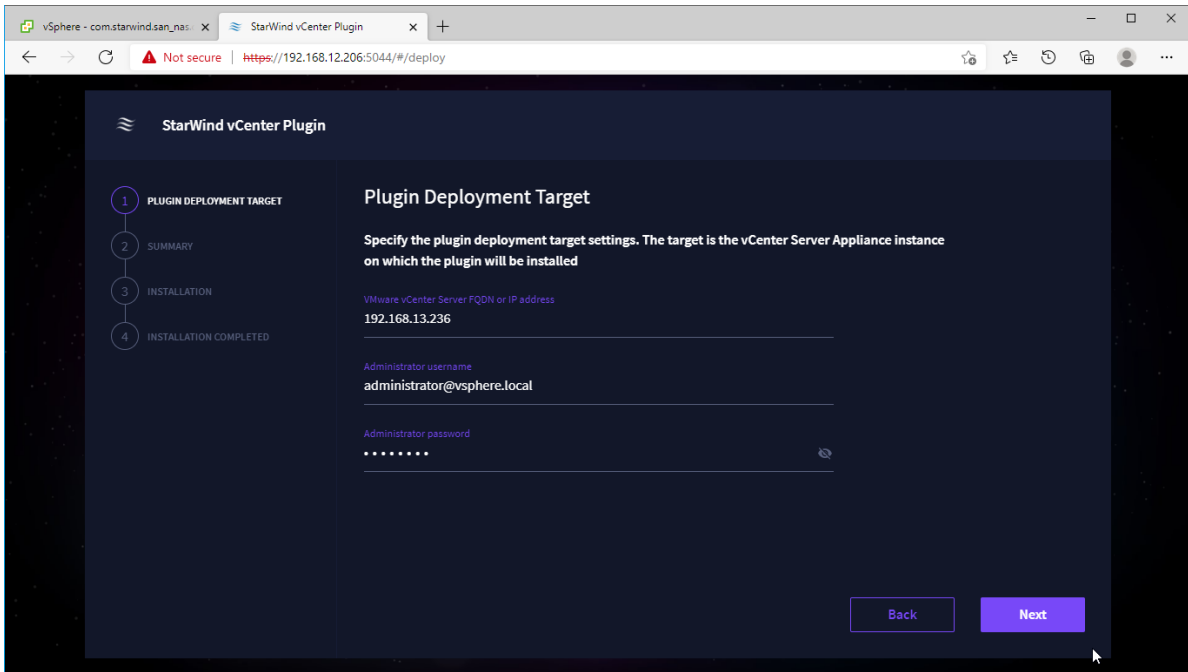 vSphere - com.starwind.san_nas.
StarWind vCenter Plugin
Not secure
https://192.168.12.206:5044/#/deploy
StarWind vCenter Plugin
1 PLUGIN DEPLOYMENT TARGET
2 SUMMARY
3 INSTALLATION
4 INSTALLATION COMPLETED
Plugin Deployment Target
Specify the plugin deployment target settings. The target is the vCenter Server Appliance instance
on which the plugin will be installed
VMware vCenter Server FQDN or IP address
192.168.13.236
Administrator username
administrator@vsphere.local
Administrator password
••••••••
Back
Next